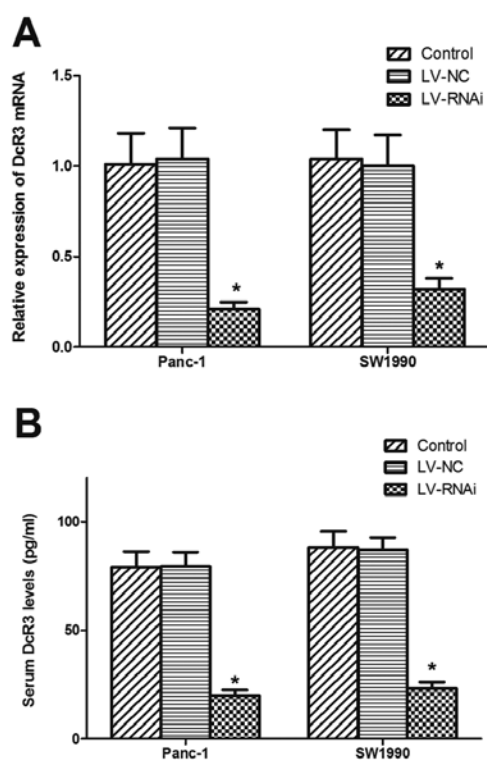 A
Control
LV-NC
LV-RNAi
Relative expression of DcR3 mRNA
1.5
1.0
0.5
0.0
*
*
Panc-1 SW1990
B
Control
LV-NC
LV-RNAi
Serum DcR3 levels (pg/ml)
100
50
0
*
*
Panc-1 SW1990